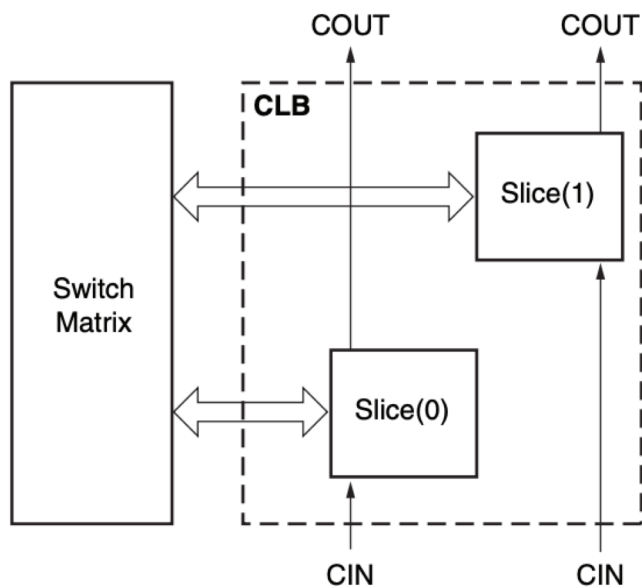 COUT
COUT
CLB
Slice(1)
Switch
Matrix
Slice(0)
CIN
CIN